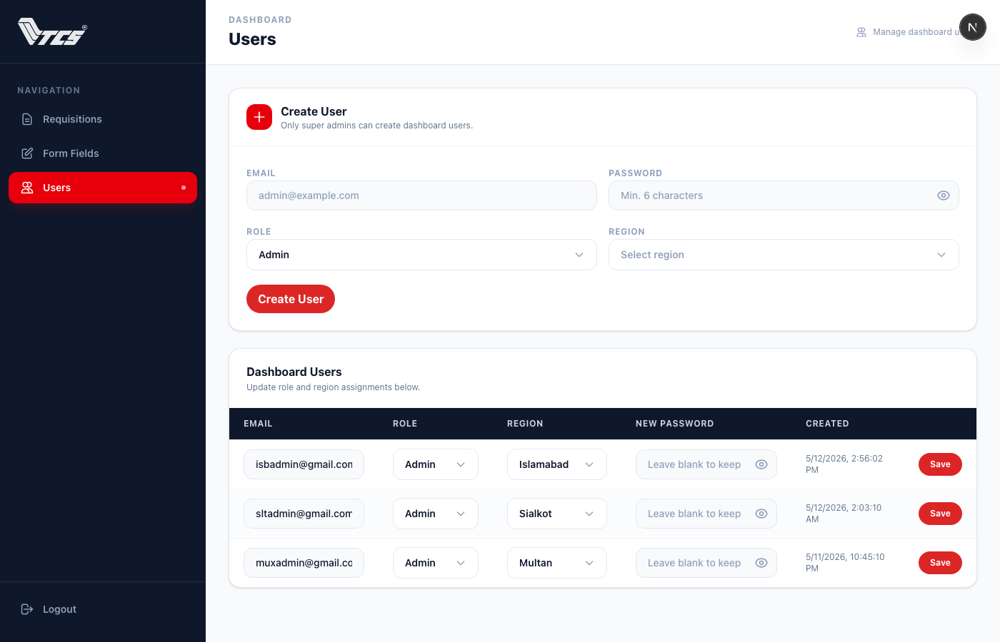 TCS®
DASHBOARD
Users
Manage dashboard u
N
NAVIGATION
Requisitions
Form Fields
Users
Logout
Create User
Only super admins can create dashboard users.
EMAIL
PASSWORD
admin@example.com
Min. 6 characters
ROLE
REGION
Admin
Select region
Create User
Dashboard Users
Update role and region assignments below.
EMAIL ROLE REGION NEW PASSWORD CREATED
isbadmin@gmail.con Admin Islamabad Leave blank to keep 5/12/2026, 2:56:02 PM Save
sltadmin@gmail.com Admin Sialkot Leave blank to keep 5/12/2026, 2:03:10 AM Save
muxadmin@gmail.co Admin Multan Leave blank to keep 5/11/2026, 10:45:10 PM Save